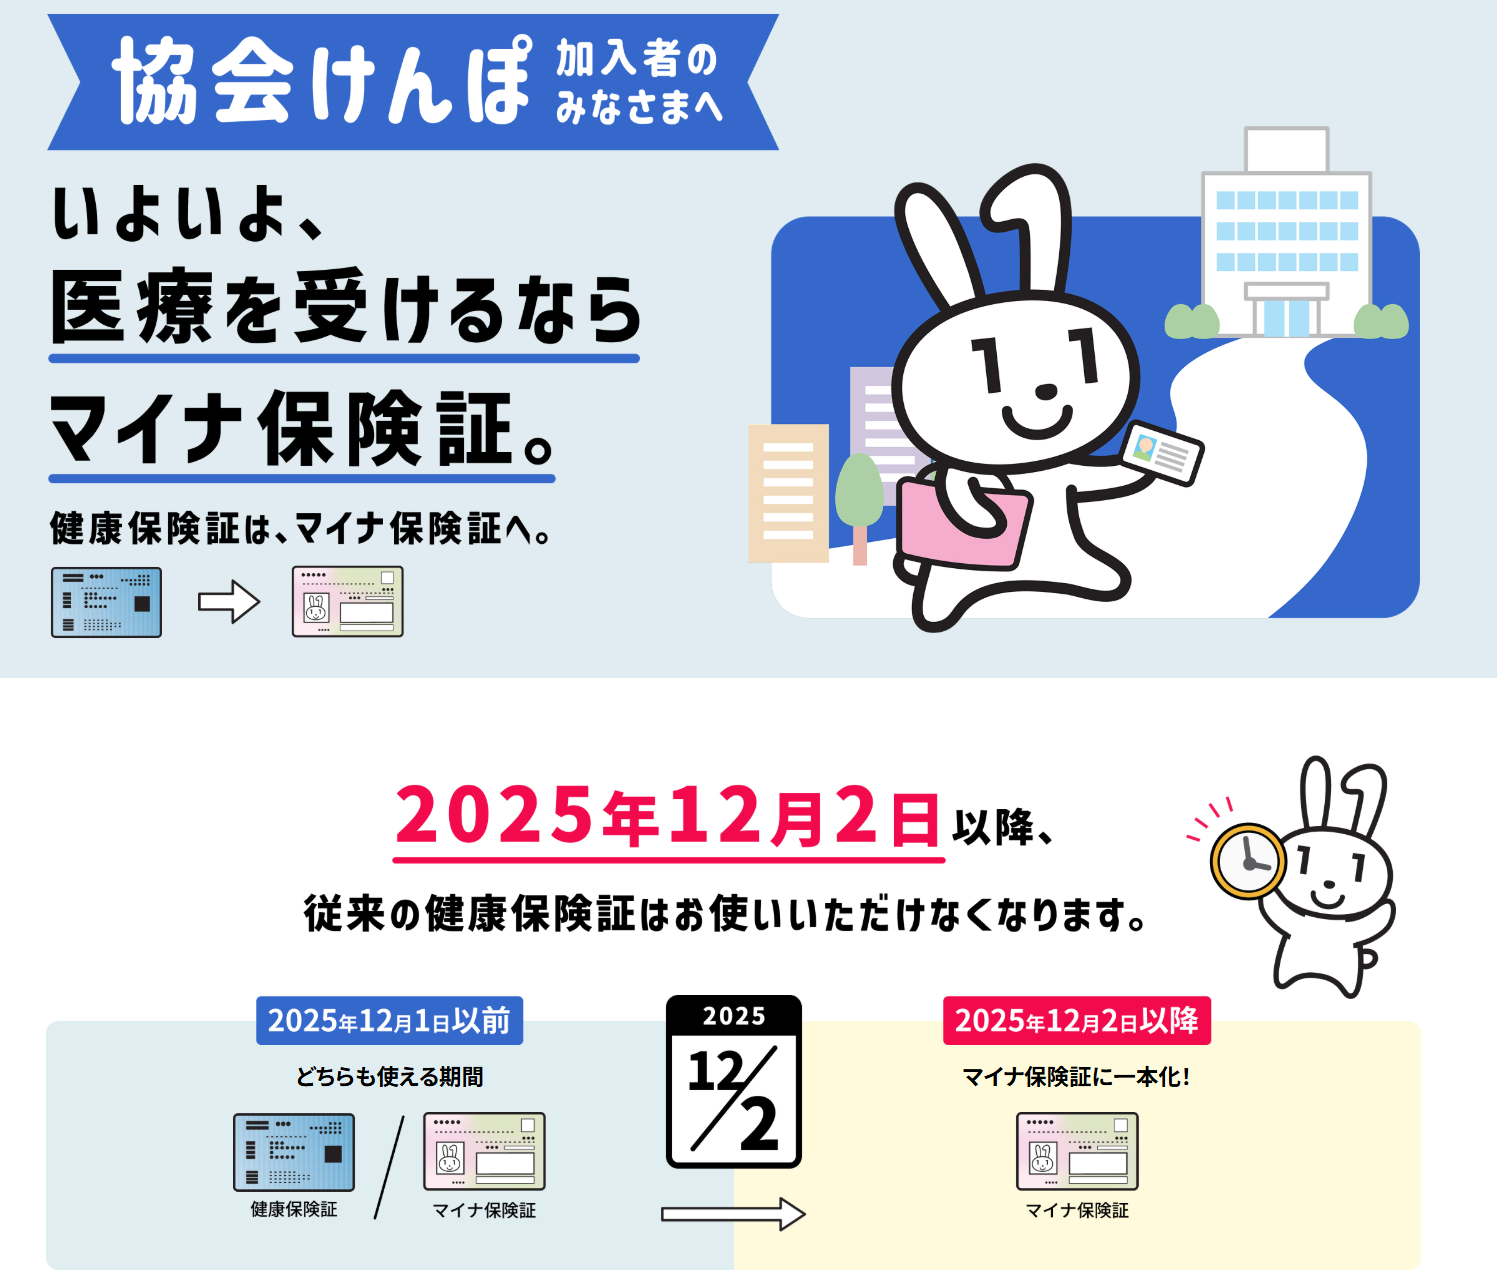 協会けんぽ 加入者の
みなさまへ
いよいよ、
医療を受けるなら
マイナ保険証。
健康保険証は、マイナ保険証へ。
2025年12月2日以降、
従来の健康保険証はお使いいただけなくなります。
2025年12月1日以前
どちらも使える期間
健康保険証
マイナ保険証
2025
12/2
2025年12月2日以降
マイナ保険証に一本化!
マイナ保険証